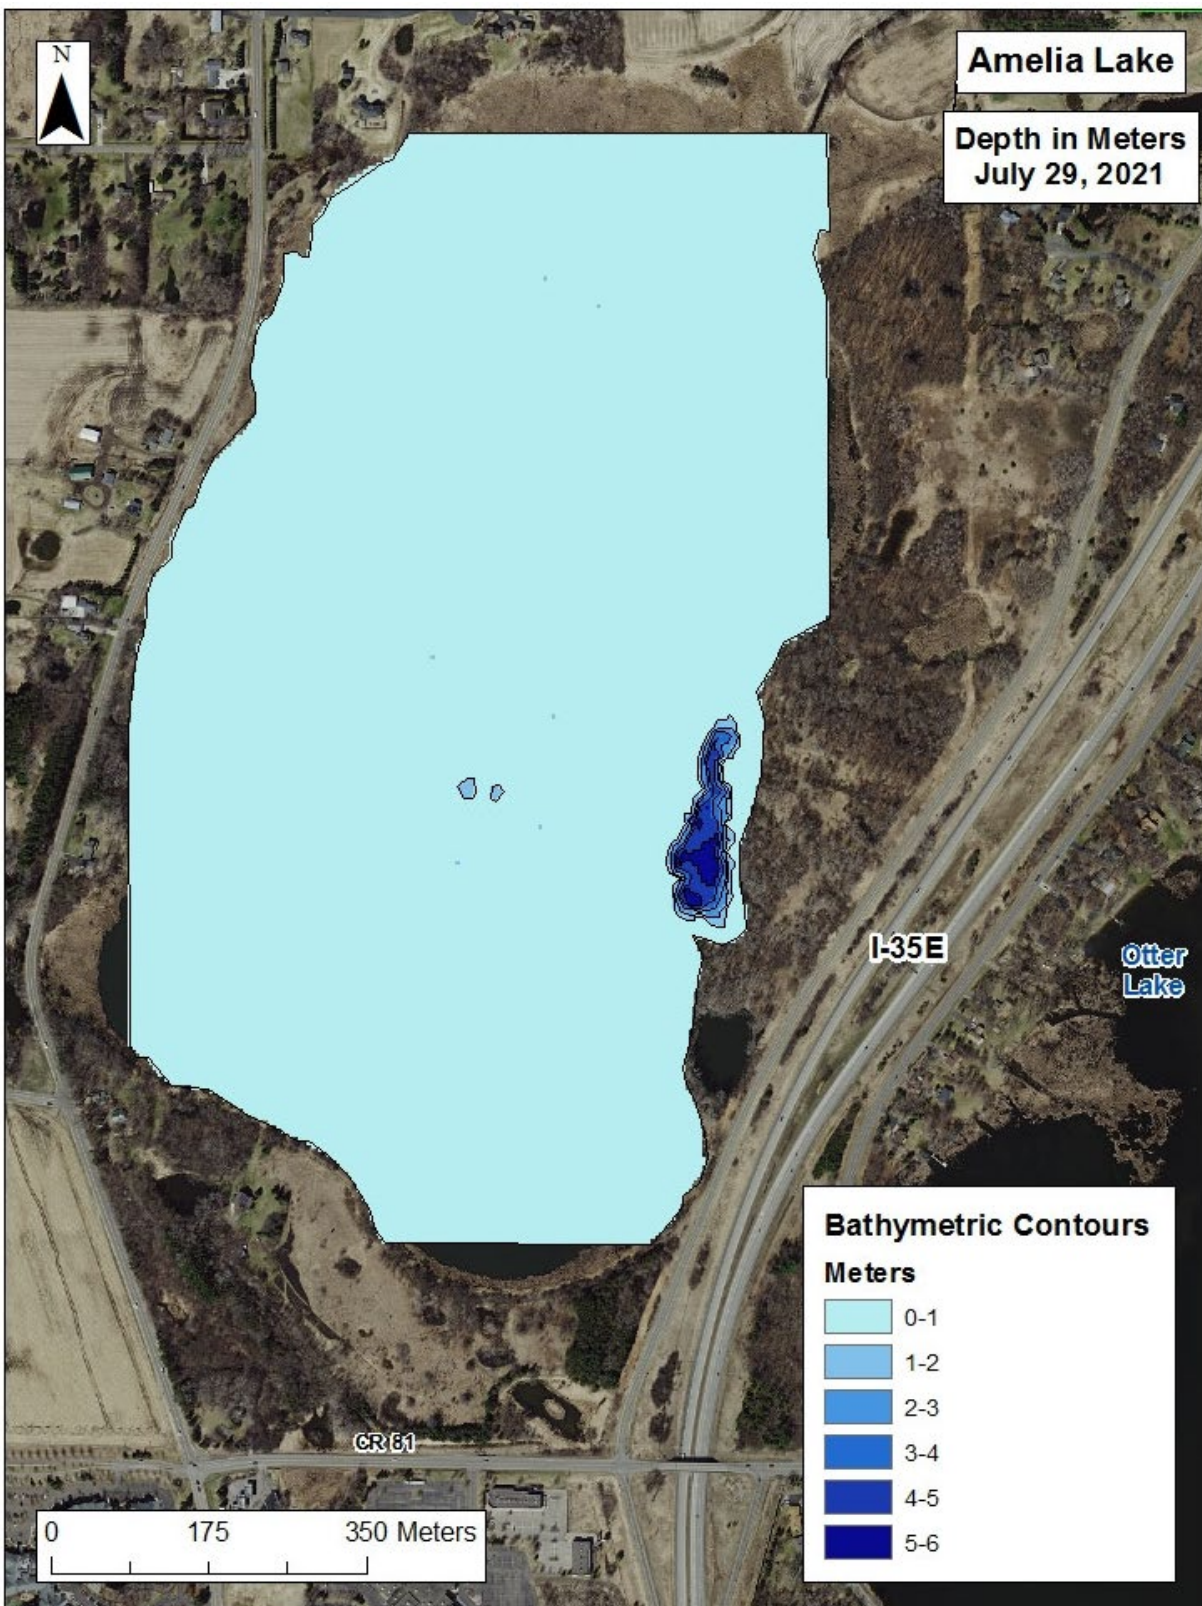 N
Amelia Lake
Depth in Meters
July 29, 2021
I-35E
Otter
Lake
Bathymetric Contours
Meters
0-1
1-2
2-3
3-4
4-5
5-6
CR 81
0 175 350 Meters